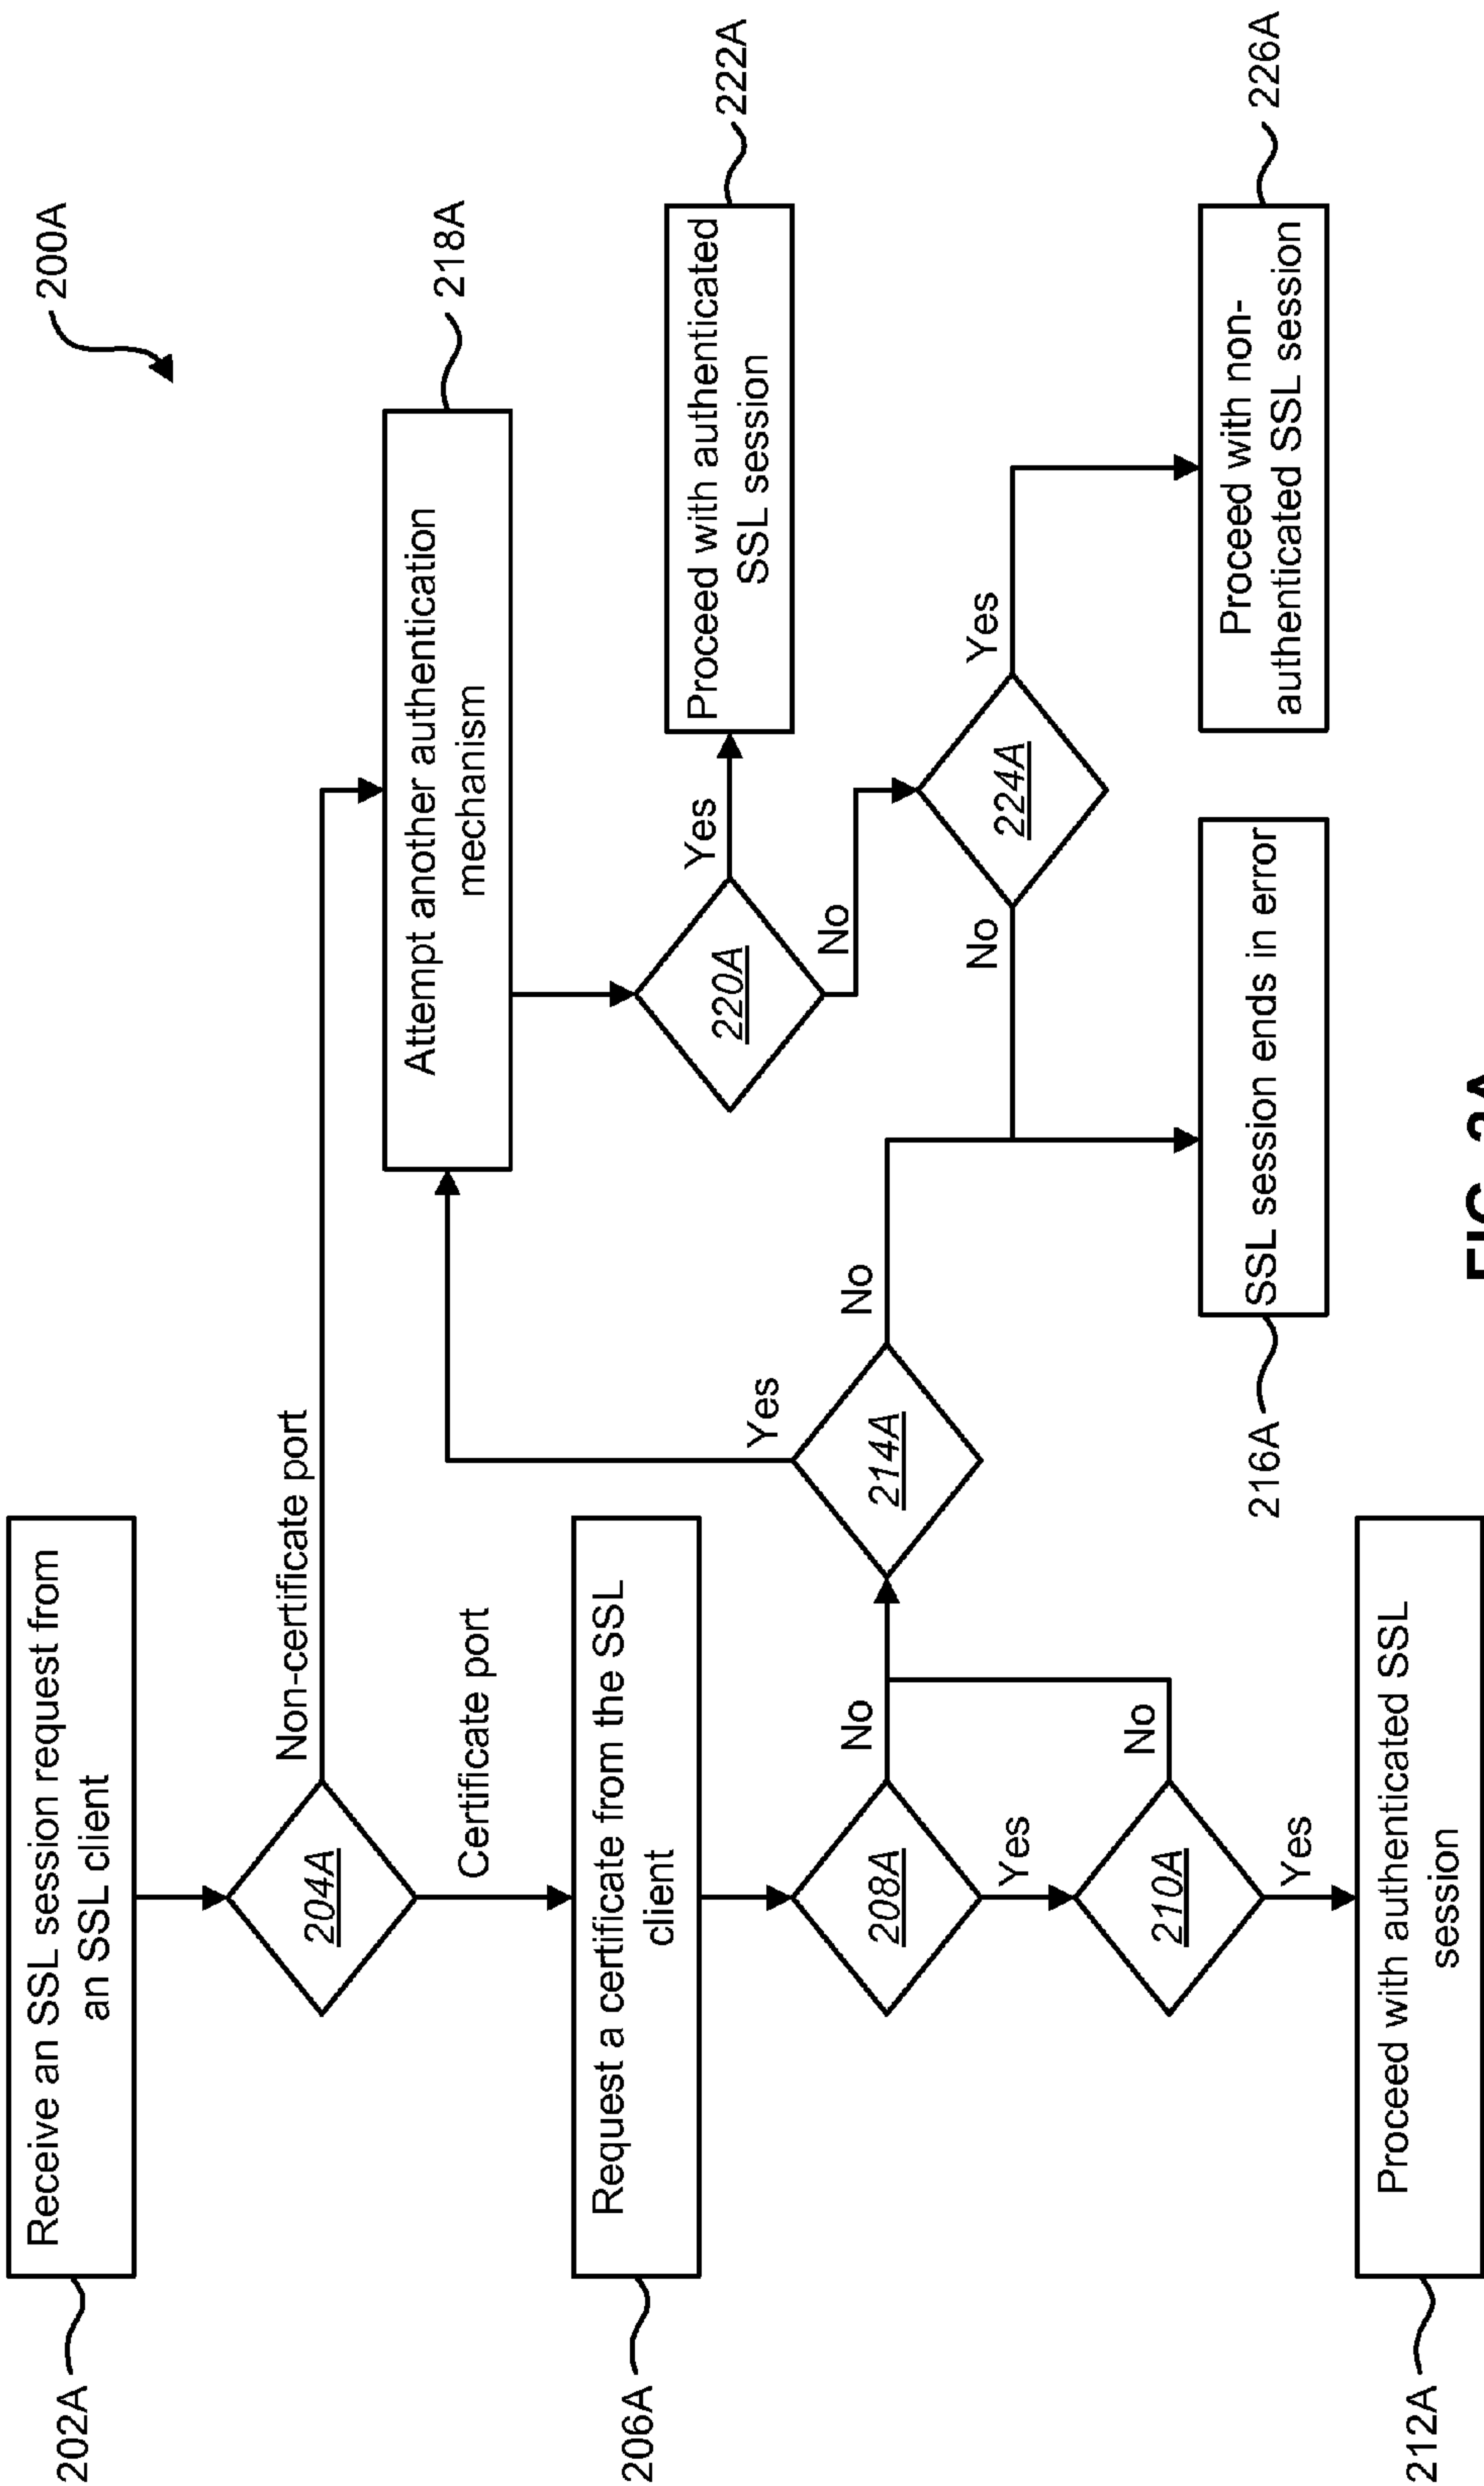 200A
202A
Receive an SSL session request from
an SSL client
204A
Non-certificate port
Certificate port
218A
Attempt another authentication
mechanism
206A
Request a certificate from the SSL
client
220A
Yes
No
222A
Proceed with authenticated
SSL session
208A
No
Yes
214A
Yes
No
224A
No
Yes
210A
No
Yes
216A
SSL session ends in error
226A
Proceed with non-
authenticated SSL session
212A
Proceed with authenticated SSL
session